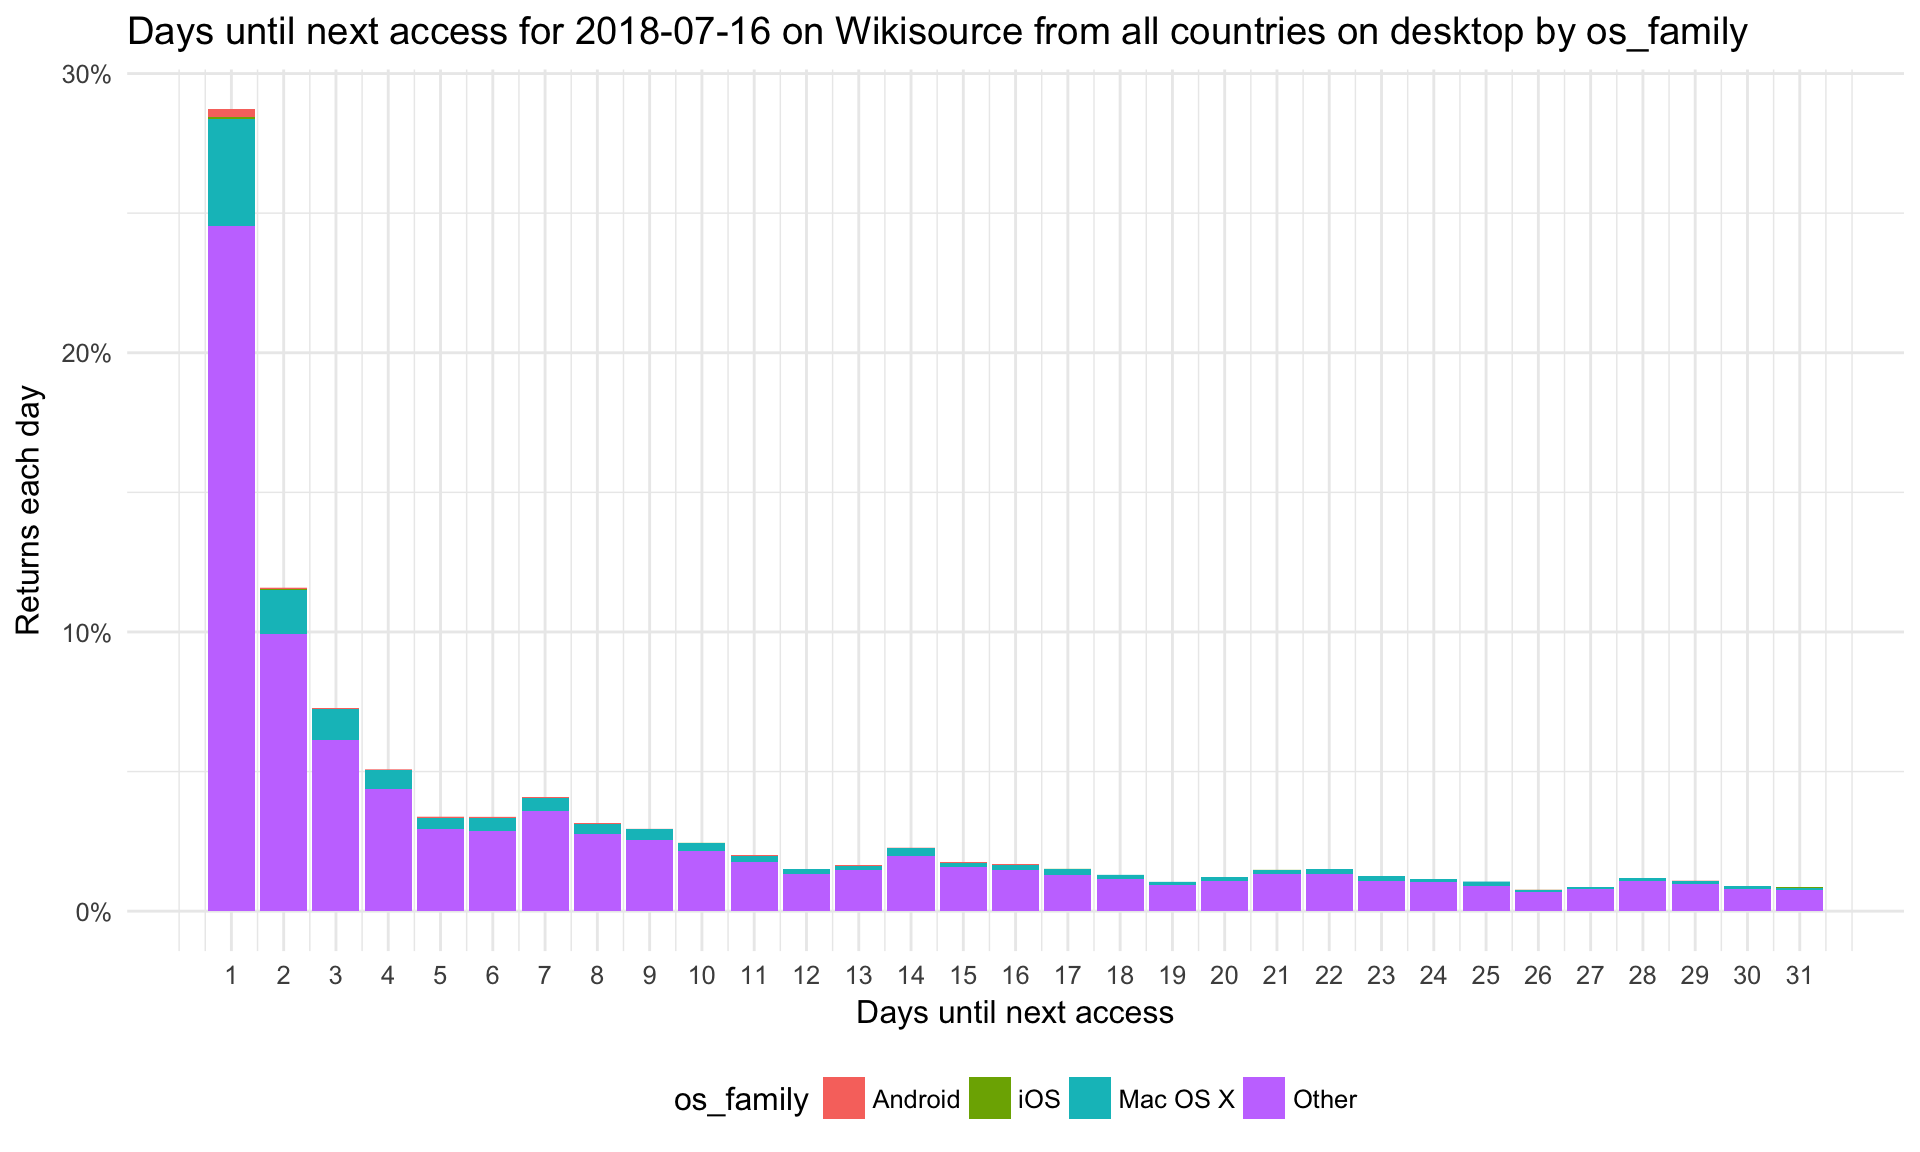 Days until next access for 2018-07-16 on Wikisource from all countries on desktop by os_family
Returns each day
30%
20%
10%
0%
1 2 3 4 5 6 7 8 9 10 11 12 13 14 15 16 17 18 19 20 21 22 23 24 25 26 27 28 29 30 31
Days until next access
os_family Android iOS Mac OS X Other